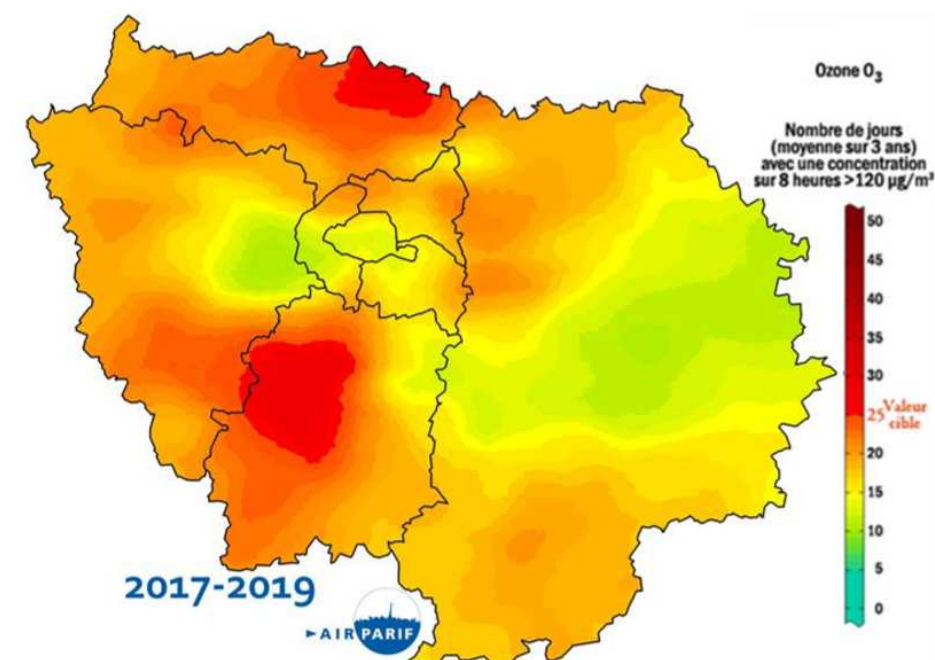 Ozone O₃
Nombre de jours
(moyenne sur 3 ans)
avec une concentration
sur 8 heures >120 µg/m³
50
45
40
35
30
25 Valeur
cible
20
15
10
5
0
2017-2019
AIRPARIF